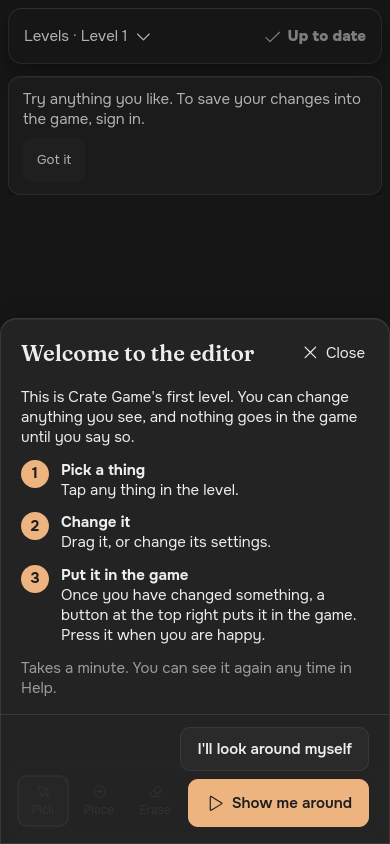 Levels · Level 1
Up to date
Try anything you like. To save your changes into
the game, sign in.
Got it
Welcome to the editor
Close
This is Crate Game's first level. You can change
anything you see, and nothing goes in the game
until you say so.
1
Pick a thing
Tap any thing in the level.
2
Change it
Drag it, or change its settings.
3
Put it in the game
Once you have changed something, a
button at the top right puts it in the game.
Press it when you are happy.
Takes a minute. You can see it again any time in
Help.
I'll look around myself
Pick
Place
Erase
Show me around